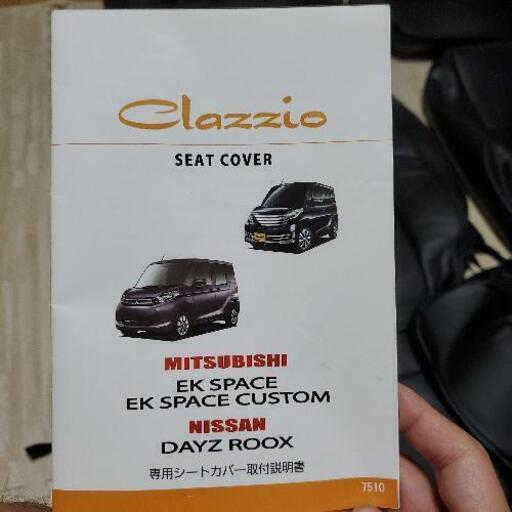 Clazzio
SEAT COVER
MITSUBISHI
EK SPACE
EK SPACE CUSTOM
NISSAN
DAYZ ROOX
専用シートカバー取付説明書
7510